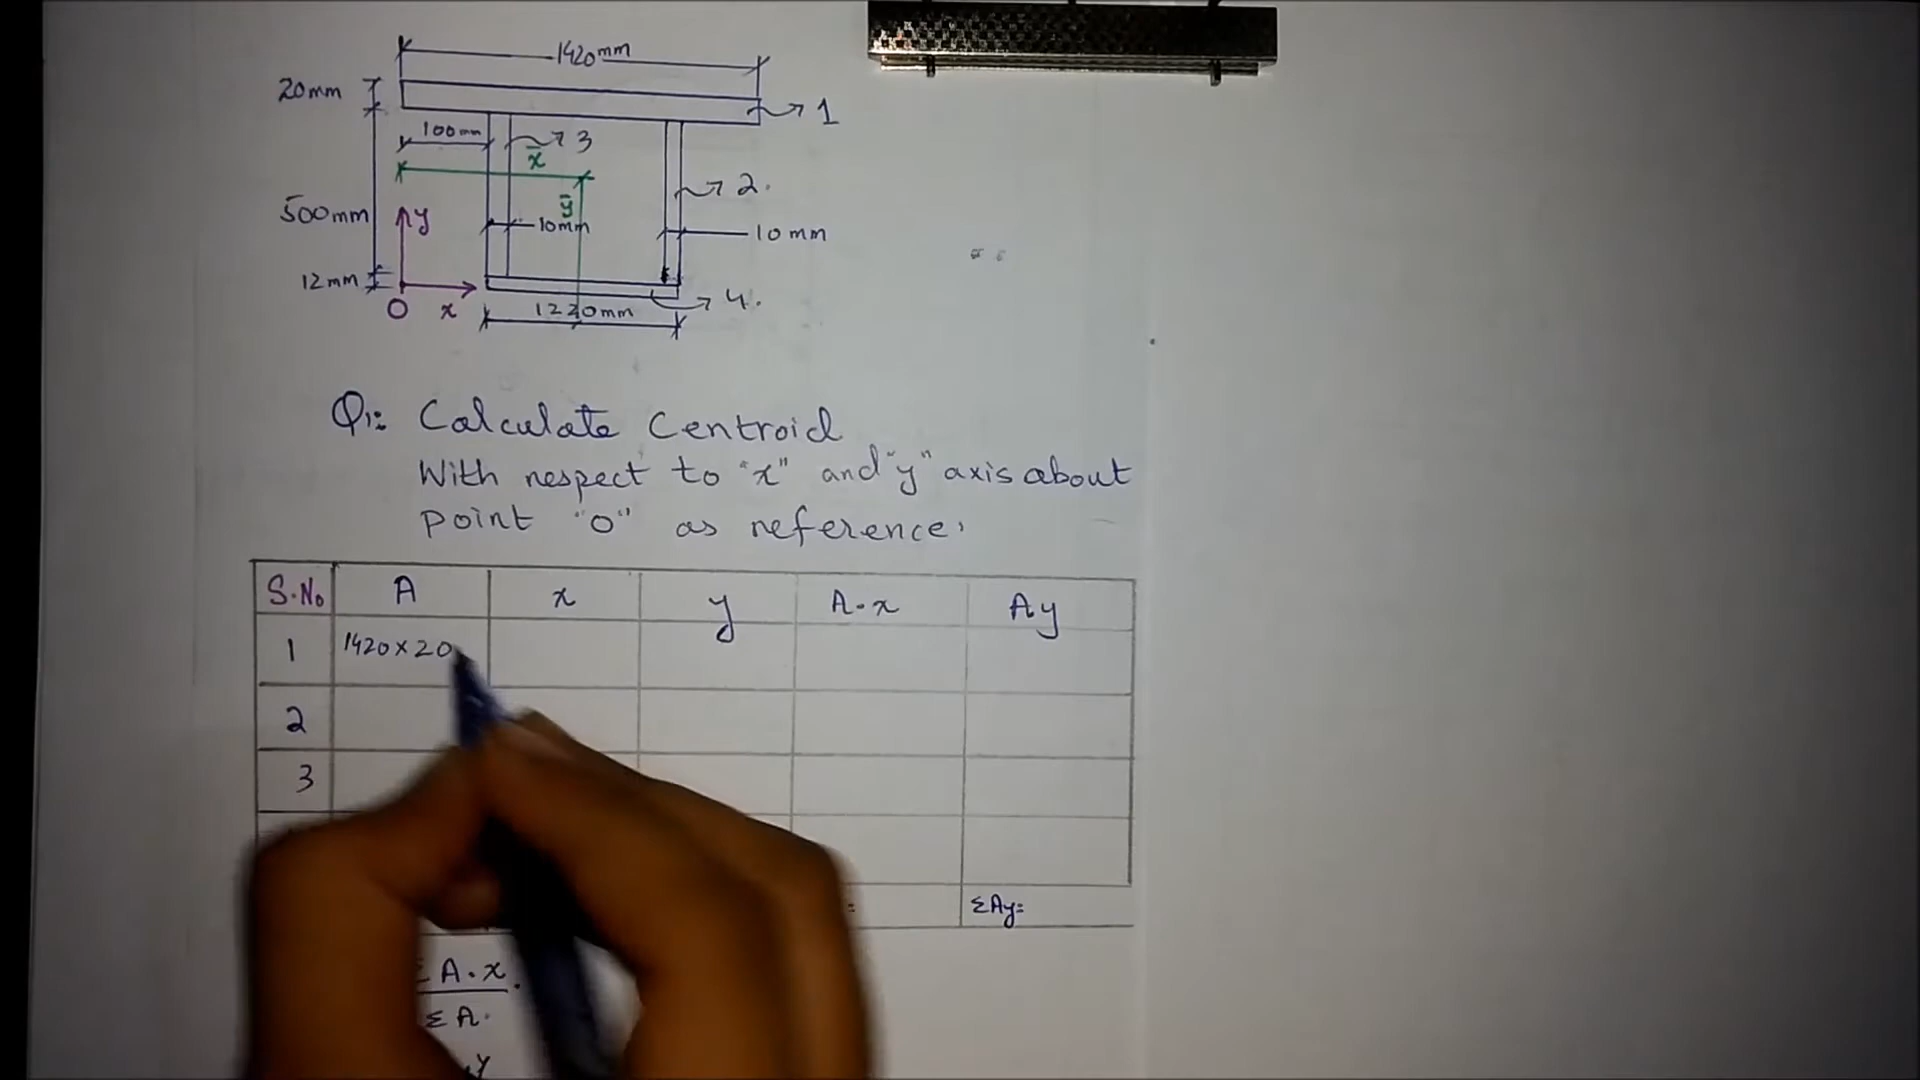 1420mm
20mm
1
100mm
3
x̄
2.
500mm
y
ȳ
10mm
10mm
12mm
O
x
4.
1220mm
Q1: Calculate Centroid
With respect to "x" and "y" axis about
point "O" as reference.
S.No A x y A.x Ay
1 1420×20
2
3
ΣAy=
ΣA.x
ΣA.